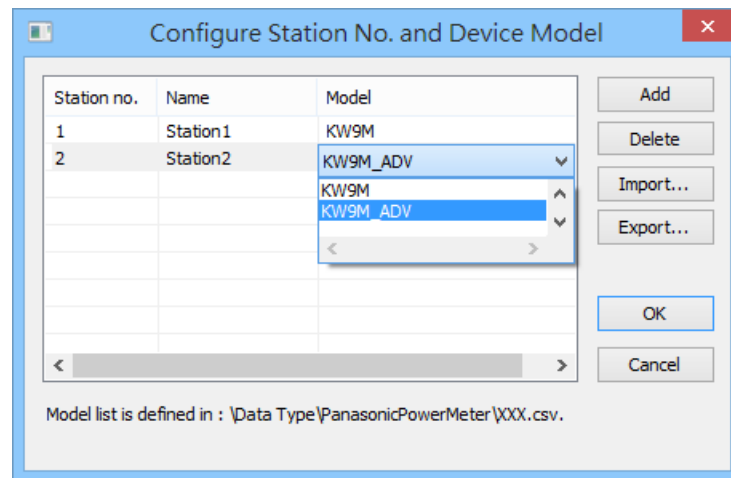 Configure Station No. and Device Model
Station no. Name Model
1 Station1 KW9M
2 Station2 KW9M_ADV
KW9M
KW9M_ADV
Add
Delete
Import...
Export...
OK
Cancel
Model list is defined in : \Data Type\PanasonicPowerMeter\XXX.csv.